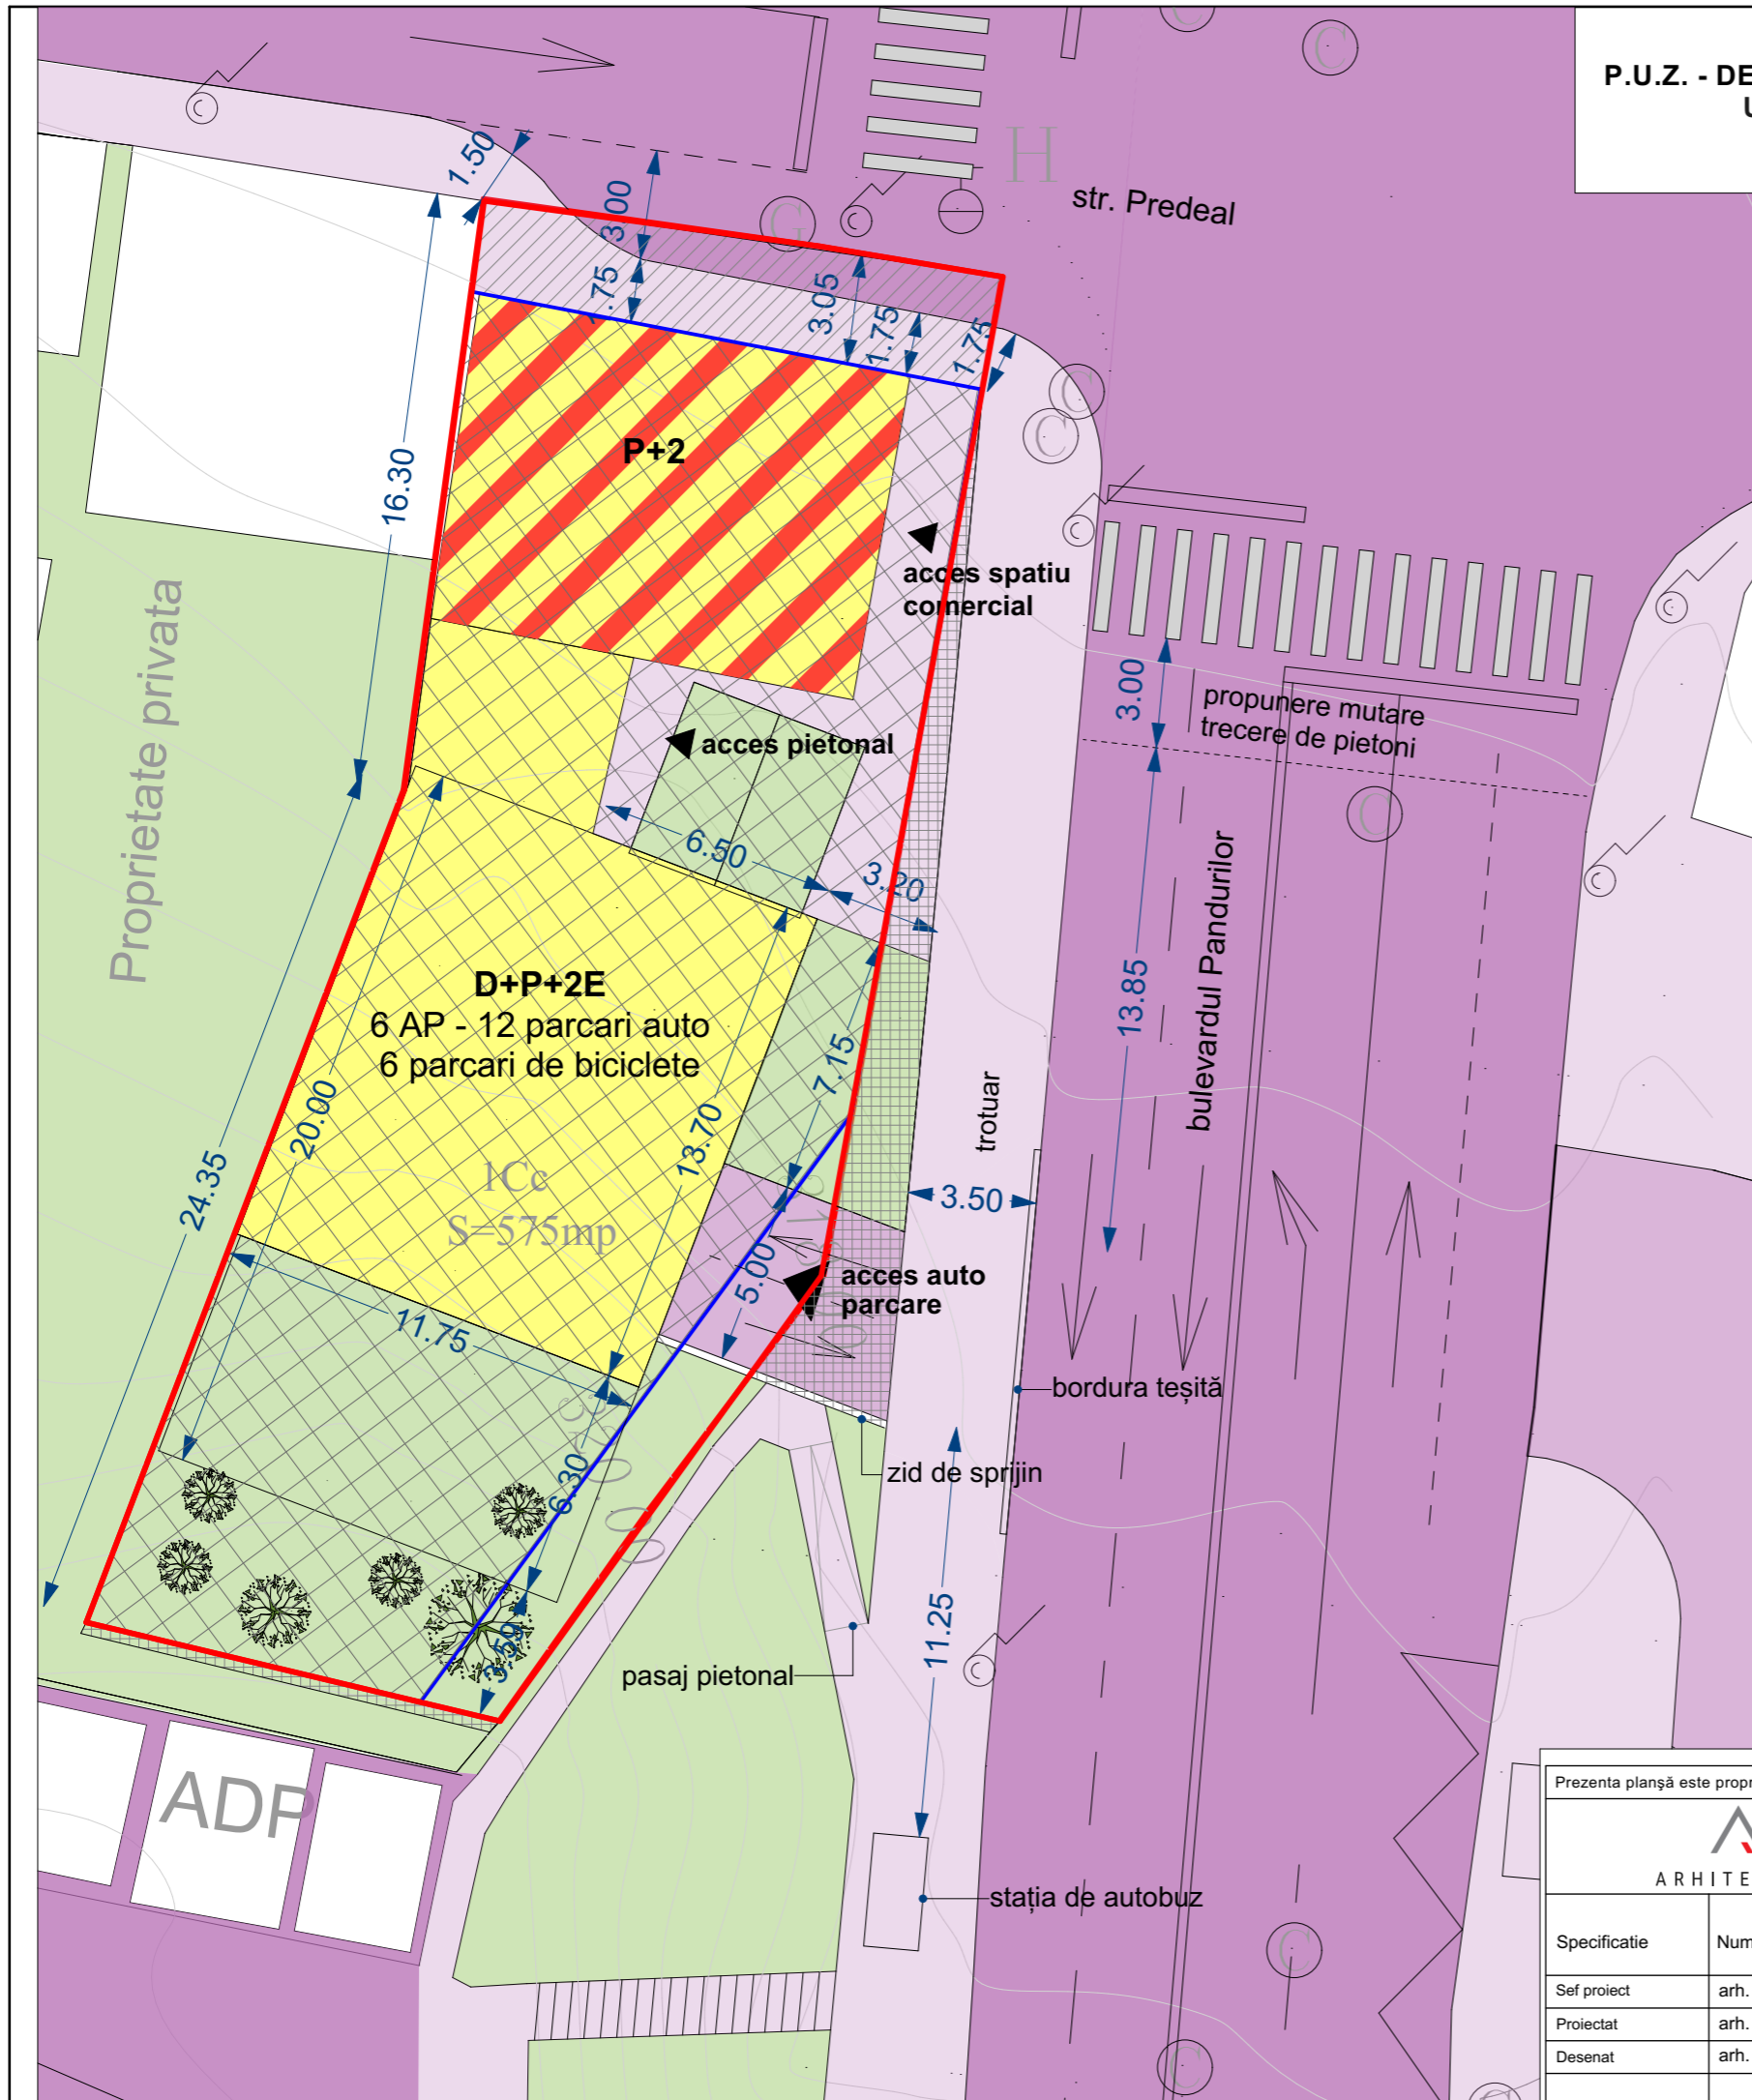 P.U.Z. - DE
U
str. Predeal
H
G
C
C
C
C
1.50
3.00
1.75
3.05
1.75
1.75
16.30
P+2
acces spatiu
comercial
Proprietate privata
acces pietonal
3.00
propunere mutare
trecere de pietoni
C
6.50
3.20
bulevardul Pandurilor
13.85
D+P+2E
6 AP - 12 parcari auto
6 parcari de biciclete
7.15
trotuar
20.00
13.70
24.35
1Cc
S=575mp
3.50
5.00
acces auto
parcare
11.75
bordura teșită
6.30
zid de sprijin
11.25
3.59
pasaj pietonal
ADP
stația de autobuz
C
C
C
Prezenta planşă este propr
ARHITE
Specificatie
Num
Sef proiect
arh.
Proiectat
arh.
Desenat
arh.